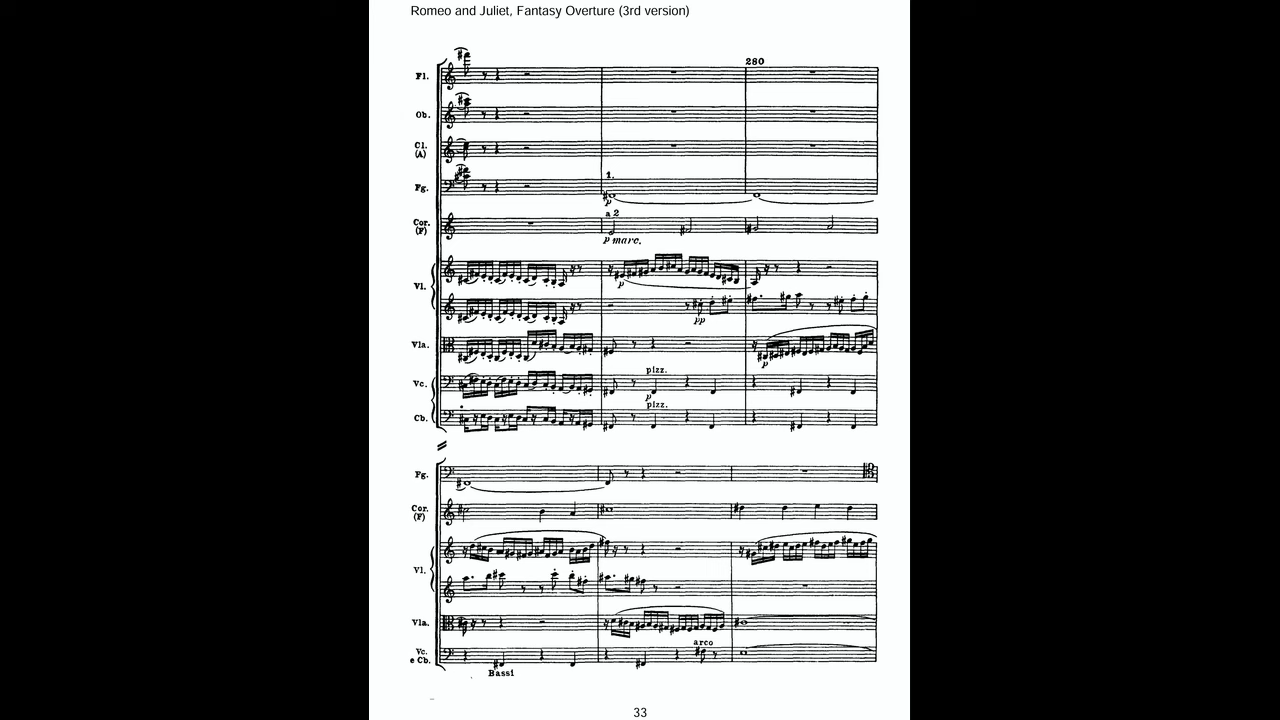 Romeo and Juliet, Fantasy Overture (3rd version)
280
Fl.
Ob.
Cl.
(A)
Fg.
1.
p
Cor.
(F)
a 2
p marc.
Vl.
p
pp
Vla.
p
Vc.
pizz.
p
Cb.
pizz.
Fg.
Cor.
(F)
Vl.
Vla.
arco
Vc.
e Cb.
Bassi
33